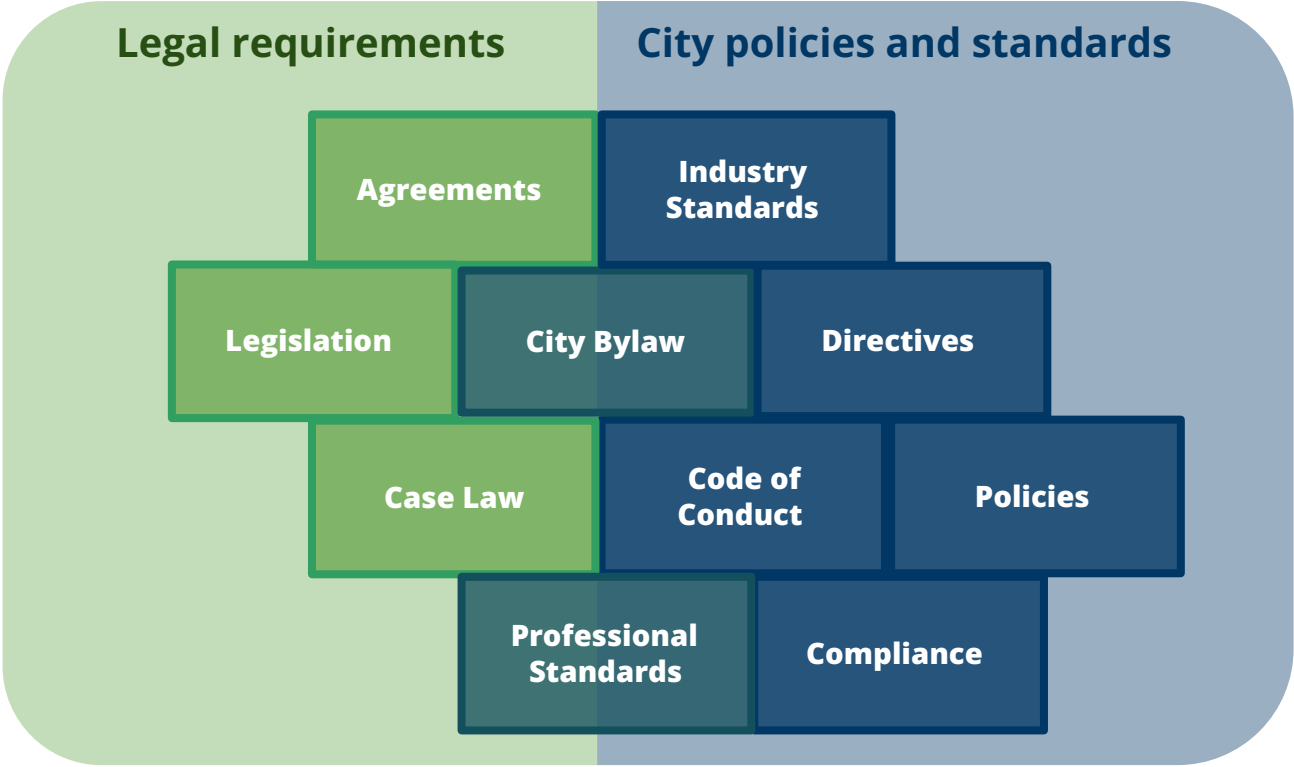 Legal requirements
City policies and standards
Agreements
Industry
Standards
Legislation
City Bylaw
Directives
Case Law
Code of
Conduct
Policies
Professional
Standards
Compliance